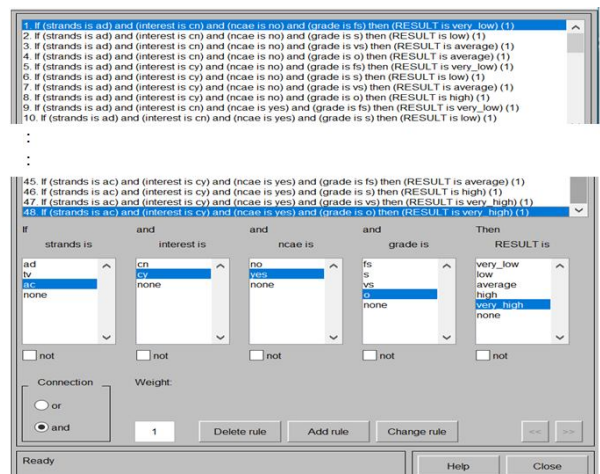 1. If (strands is ad) and (interest is cn) and (ncae is no) and (grade is fs) then (RESULT is very_low) (1)
2. If (strands is ad) and (interest is cn) and (ncae is no) and (grade is s) then (RESULT is low) (1)
3. If (strands is ad) and (interest is cn) and (ncae is no) and (grade is vs) then (RESULT is average) (1)
4. If (strands is ad) and (interest is cn) and (ncae is no) and (grade is o) then (RESULT is average) (1)
5. If (strands is ad) and (interest is cy) and (ncae is no) and (grade is fs) then (RESULT is very_low) (1)
6. If (strands is ad) and (interest is cy) and (ncae is no) and (grade is s) then (RESULT is low) (1)
7. If (strands is ad) and (interest is cy) and (ncae is no) and (grade is vs) then (RESULT is average) (1)
8. If (strands is ad) and (interest is cy) and (ncae is no) and (grade is o) then (RESULT is high) (1)
9. If (strands is ad) and (interest is cn) and (ncae is yes) and (grade is fs) then (RESULT is very_low) (1)
10. If (strands is ad) and (interest is cn) and (ncae is yes) and (grade is s) then (RESULT is low) (1)
:
:
45. If (strands is ac) and (interest is cy) and (ncae is yes) and (grade is fs) then (RESULT is average) (1)
46. If (strands is ac) and (interest is cy) and (ncae is yes) and (grade is s) then (RESULT is high) (1)
47. If (strands is ac) and (interest is cy) and (ncae is yes) and (grade is vs) then (RESULT is very_high) (1)
48. If (strands is ac) and (interest is cy) and (ncae is yes) and (grade is o) then (RESULT is very_high) (1)
If and and and Then
strands is interest is ncae is grade is RESULT is
ad cn no fs very_low
tv cy yes s low
ac none none vs average
none o high
none very_high
none
not not not not not
Connection Weight:
or
and 1 Delete rule Add rule Change rule << >>
Ready Help Close